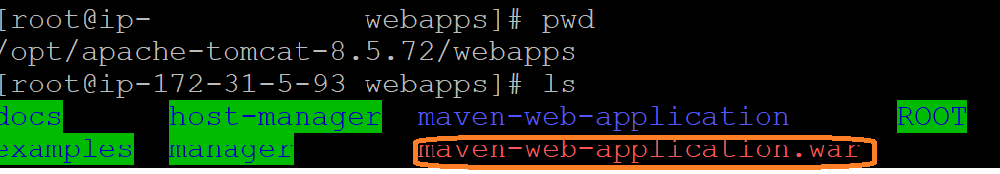 [root@ip- webapps]# pwd
/opt/apache-tomcat-8.5.72/webapps
[root@ip-172-31-5-93 webapps]# ls
docs host-manager maven-web-application ROOT
examples manager maven-web-application.war